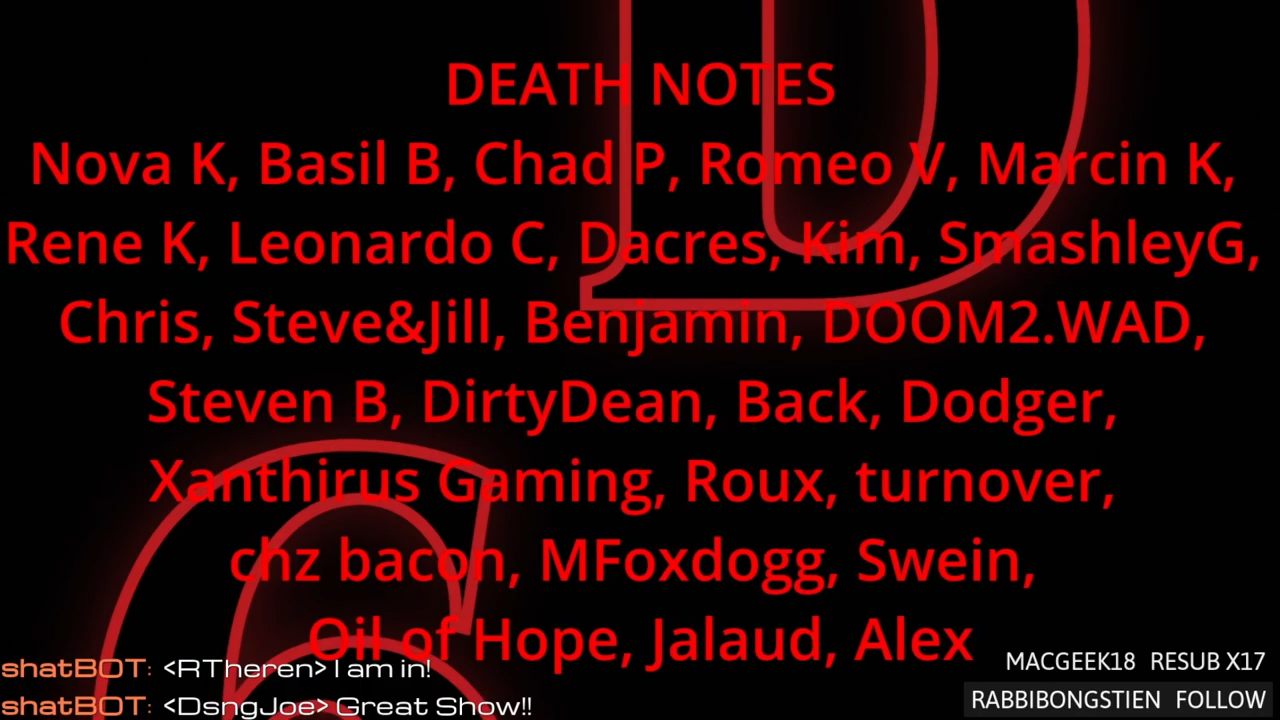 DEATH NOTES
Nova K, Basil B, Chad P, Romeo V, Marcin K,
Rene K, Leonardo C, Dacres, Kim, SmashleyG,
Chris, Steve&Jill, Benjamin, DOOM2.WAD,
Steven B, DirtyDean, Back, Dodger,
Xanthirus Gaming, Roux, turnover,
chz bacon, MFoxdogg, Swein,
Oil of Hope, Jalaud, Alex
shatBOT: <RTheren> I am in!
shatBOT: <DsngJoe> Great Show!!
MACGEEK18 RESUB X17
RABBIBONGSTIEN FOLLOW